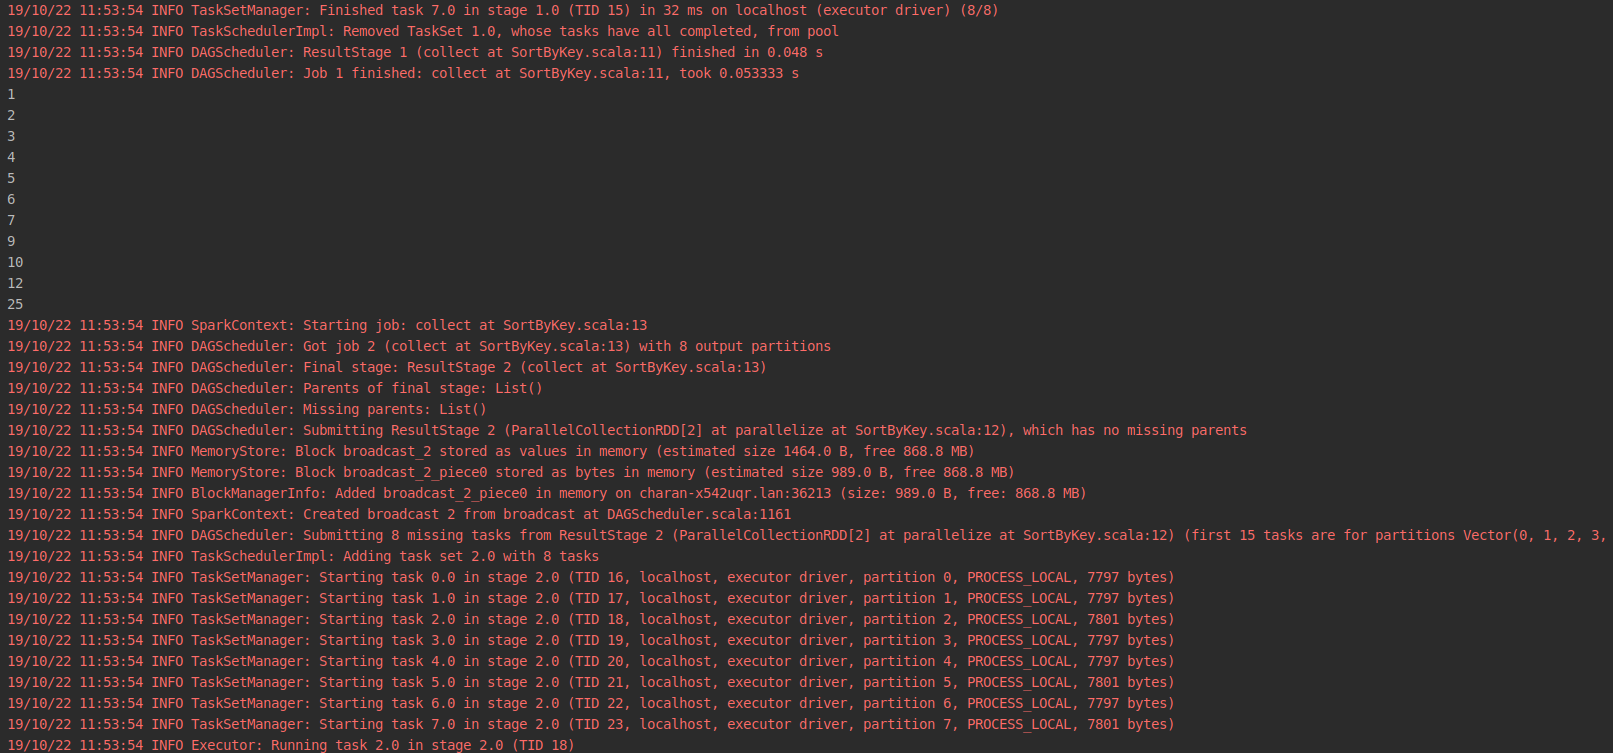 19/10/22 11:53:54 INFO TaskSetManager: Finished task 7.0 in stage 1.0 (TID 15) in 32 ms on localhost (executor driver) (8/8)
19/10/22 11:53:54 INFO TaskSchedulerImpl: Removed TaskSet 1.0, whose tasks have all completed, from pool
19/10/22 11:53:54 INFO DAGScheduler: ResultStage 1 (collect at SortByKey.scala:11) finished in 0.048 s
19/10/22 11:53:54 INFO DAGScheduler: Job 1 finished: collect at SortByKey.scala:11, took 0.053333 s
1
2
3
4
5
6
7
9
10
12
25
19/10/22 11:53:54 INFO SparkContext: Starting job: collect at SortByKey.scala:13
19/10/22 11:53:54 INFO DAGScheduler: Got job 2 (collect at SortByKey.scala:13) with 8 output partitions
19/10/22 11:53:54 INFO DAGScheduler: Final stage: ResultStage 2 (collect at SortByKey.scala:13)
19/10/22 11:53:54 INFO DAGScheduler: Parents of final stage: List()
19/10/22 11:53:54 INFO DAGScheduler: Missing parents: List()
19/10/22 11:53:54 INFO DAGScheduler: Submitting ResultStage 2 (ParallelCollectionRDD[2] at parallelize at SortByKey.scala:12), which has no missing parents
19/10/22 11:53:54 INFO MemoryStore: Block broadcast_2 stored as values in memory (estimated size 1464.0 B, free 868.8 MB)
19/10/22 11:53:54 INFO MemoryStore: Block broadcast_2_piece0 stored as bytes in memory (estimated size 989.0 B, free 868.8 MB)
19/10/22 11:53:54 INFO BlockManagerInfo: Added broadcast_2_piece0 in memory on charan-x542uqr.lan:36213 (size: 989.0 B, free: 868.8 MB)
19/10/22 11:53:54 INFO SparkContext: Created broadcast 2 from broadcast at DAGScheduler.scala:1161
19/10/22 11:53:54 INFO DAGScheduler: Submitting 8 missing tasks from ResultStage 2 (ParallelCollectionRDD[2] at parallelize at SortByKey.scala:12) (first 15 tasks are for partitions Vector(0, 1, 2, 3,
19/10/22 11:53:54 INFO TaskSchedulerImpl: Adding task set 2.0 with 8 tasks
19/10/22 11:53:54 INFO TaskSetManager: Starting task 0.0 in stage 2.0 (TID 16, localhost, executor driver, partition 0, PROCESS_LOCAL, 7797 bytes)
19/10/22 11:53:54 INFO TaskSetManager: Starting task 1.0 in stage 2.0 (TID 17, localhost, executor driver, partition 1, PROCESS_LOCAL, 7797 bytes)
19/10/22 11:53:54 INFO TaskSetManager: Starting task 2.0 in stage 2.0 (TID 18, localhost, executor driver, partition 2, PROCESS_LOCAL, 7801 bytes)
19/10/22 11:53:54 INFO TaskSetManager: Starting task 3.0 in stage 2.0 (TID 19, localhost, executor driver, partition 3, PROCESS_LOCAL, 7797 bytes)
19/10/22 11:53:54 INFO TaskSetManager: Starting task 4.0 in stage 2.0 (TID 20, localhost, executor driver, partition 4, PROCESS_LOCAL, 7797 bytes)
19/10/22 11:53:54 INFO TaskSetManager: Starting task 5.0 in stage 2.0 (TID 21, localhost, executor driver, partition 5, PROCESS_LOCAL, 7801 bytes)
19/10/22 11:53:54 INFO TaskSetManager: Starting task 6.0 in stage 2.0 (TID 22, localhost, executor driver, partition 6, PROCESS_LOCAL, 7797 bytes)
19/10/22 11:53:54 INFO TaskSetManager: Starting task 7.0 in stage 2.0 (TID 23, localhost, executor driver, partition 7, PROCESS_LOCAL, 7801 bytes)
19/10/22 11:53:54 INFO Executor: Running task 2.0 in stage 2.0 (TID 18)